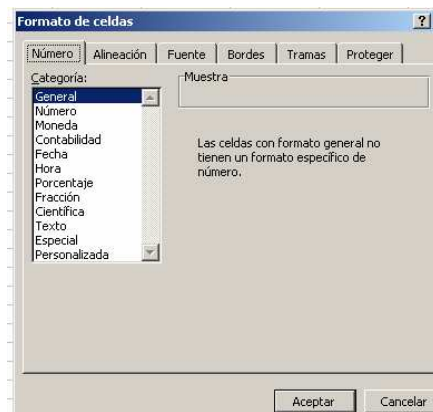 Formato de celdas ?
Número Alineación Fuente Bordes Tramas Proteger
Categoría:
General
Número
Moneda
Contabilidad
Fecha
Hora
Porcentaje
Fracción
Científica
Texto
Especial
Personalizada
Muestra
Las celdas con formato general no
tienen un formato específico de
número.
Aceptar Cancelar